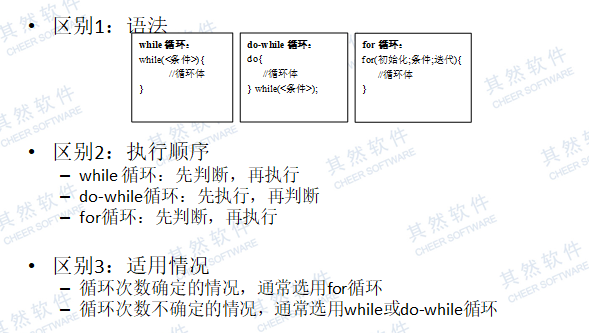 • 区别1：语法
while 循环：
while(<条件>){
//循环体
}
do-while 循环：
do{
//循环体
} while(<条件>);
for 循环：
for(初始化;条件;迭代){
//循环体
}
• 区别2：执行顺序
– while 循环：先判断，再执行
– do-while循环：先执行，再判断
– for循环：先判断，再执行
• 区别3：适用情况
– 循环次数确定的情况，通常选用for循环
– 循环次数不确定的情况，通常选用while或do-while循环
其然软件
CHEER SOFTWARE